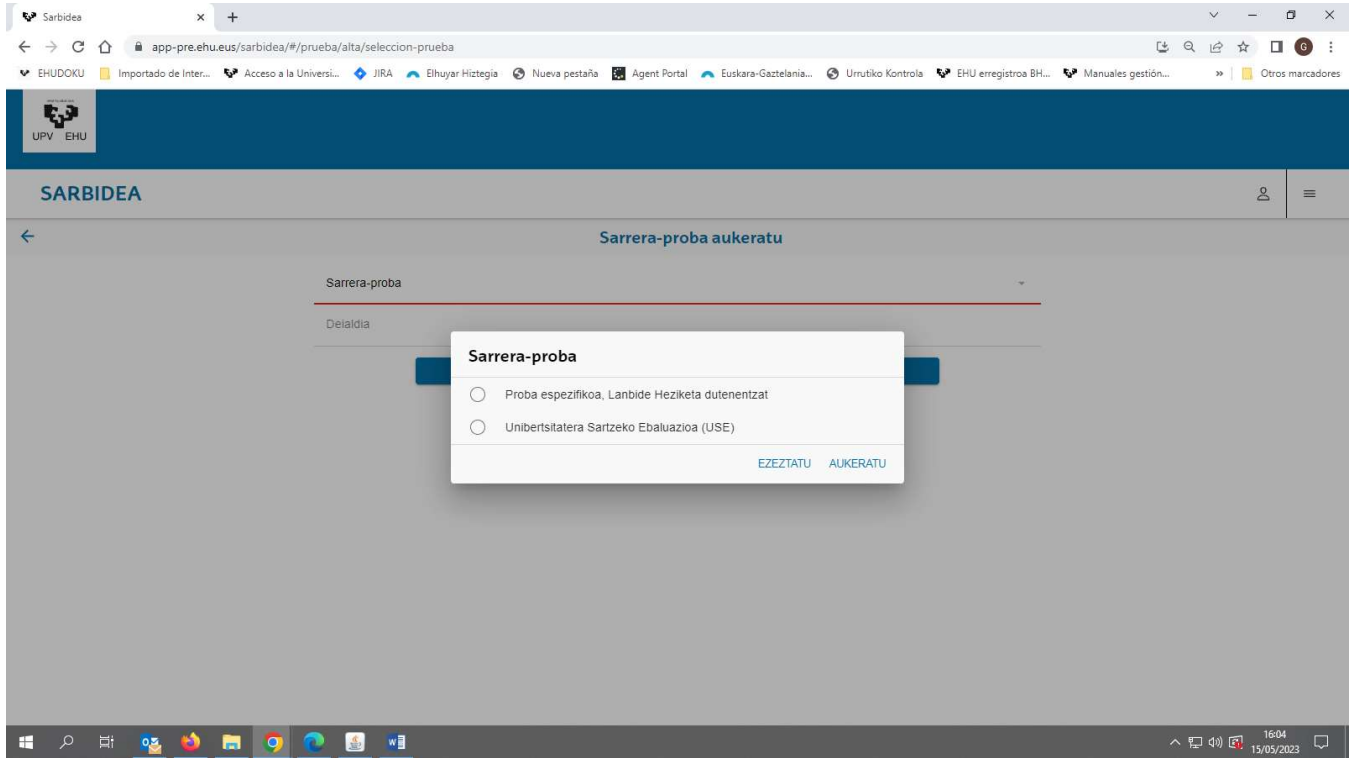 Sarbidea
app-pre.ehu.eus/sarbidea/#/prueba/alta/seleccion-prueba
G
EHUDOKU Importado de Inter... Acceso a la Universi... JIRA Elhuyar Hiztegia Nueva pestaña Agent Portal Euskara-Gaztelania... Urrutiko Kontrola EHU erregistroa BH... Manuales gestión... » Otros marcadores
UPV EHU
SARBIDEA
Sarrera-proba aukeratu
Sarrera-proba
Deialdia
Sarrera-proba
Proba espezifikoa, Lanbide Heziketa dutenentzat
Unibertsitatera Sartzeko Ebaluazioa (USE)
EZEZTATU AUKERATU
16:04
15/05/2023